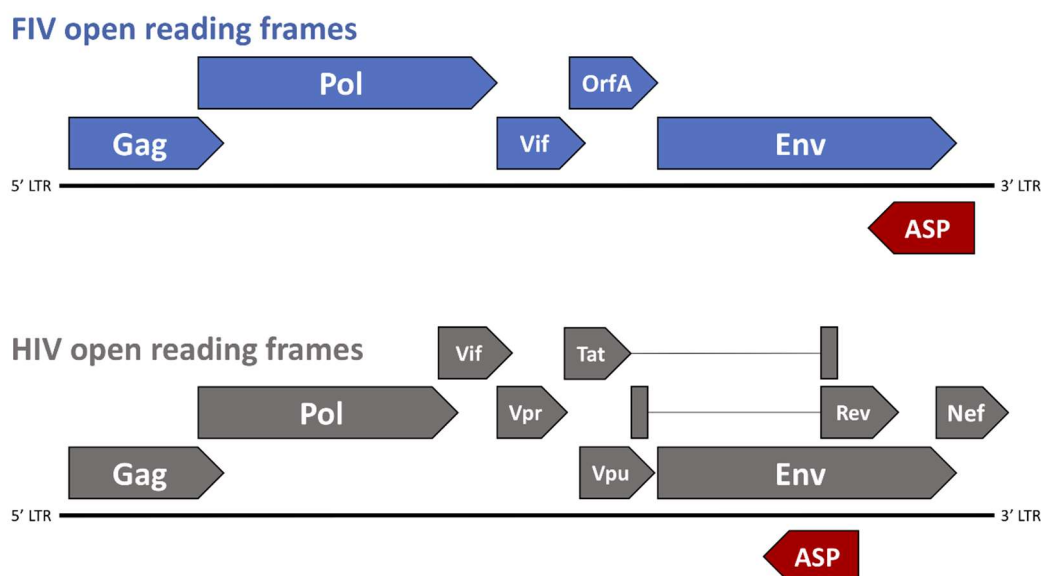 FIV open reading frames
Pol
OrfA
Gag
Vif
Env
5′ LTR
3′ LTR
ASP
HIV open reading frames
Vif
Tat
Pol
Vpr
Rev
Nef
Gag
Vpu
Env
5′ LTR
3′ LTR
ASP